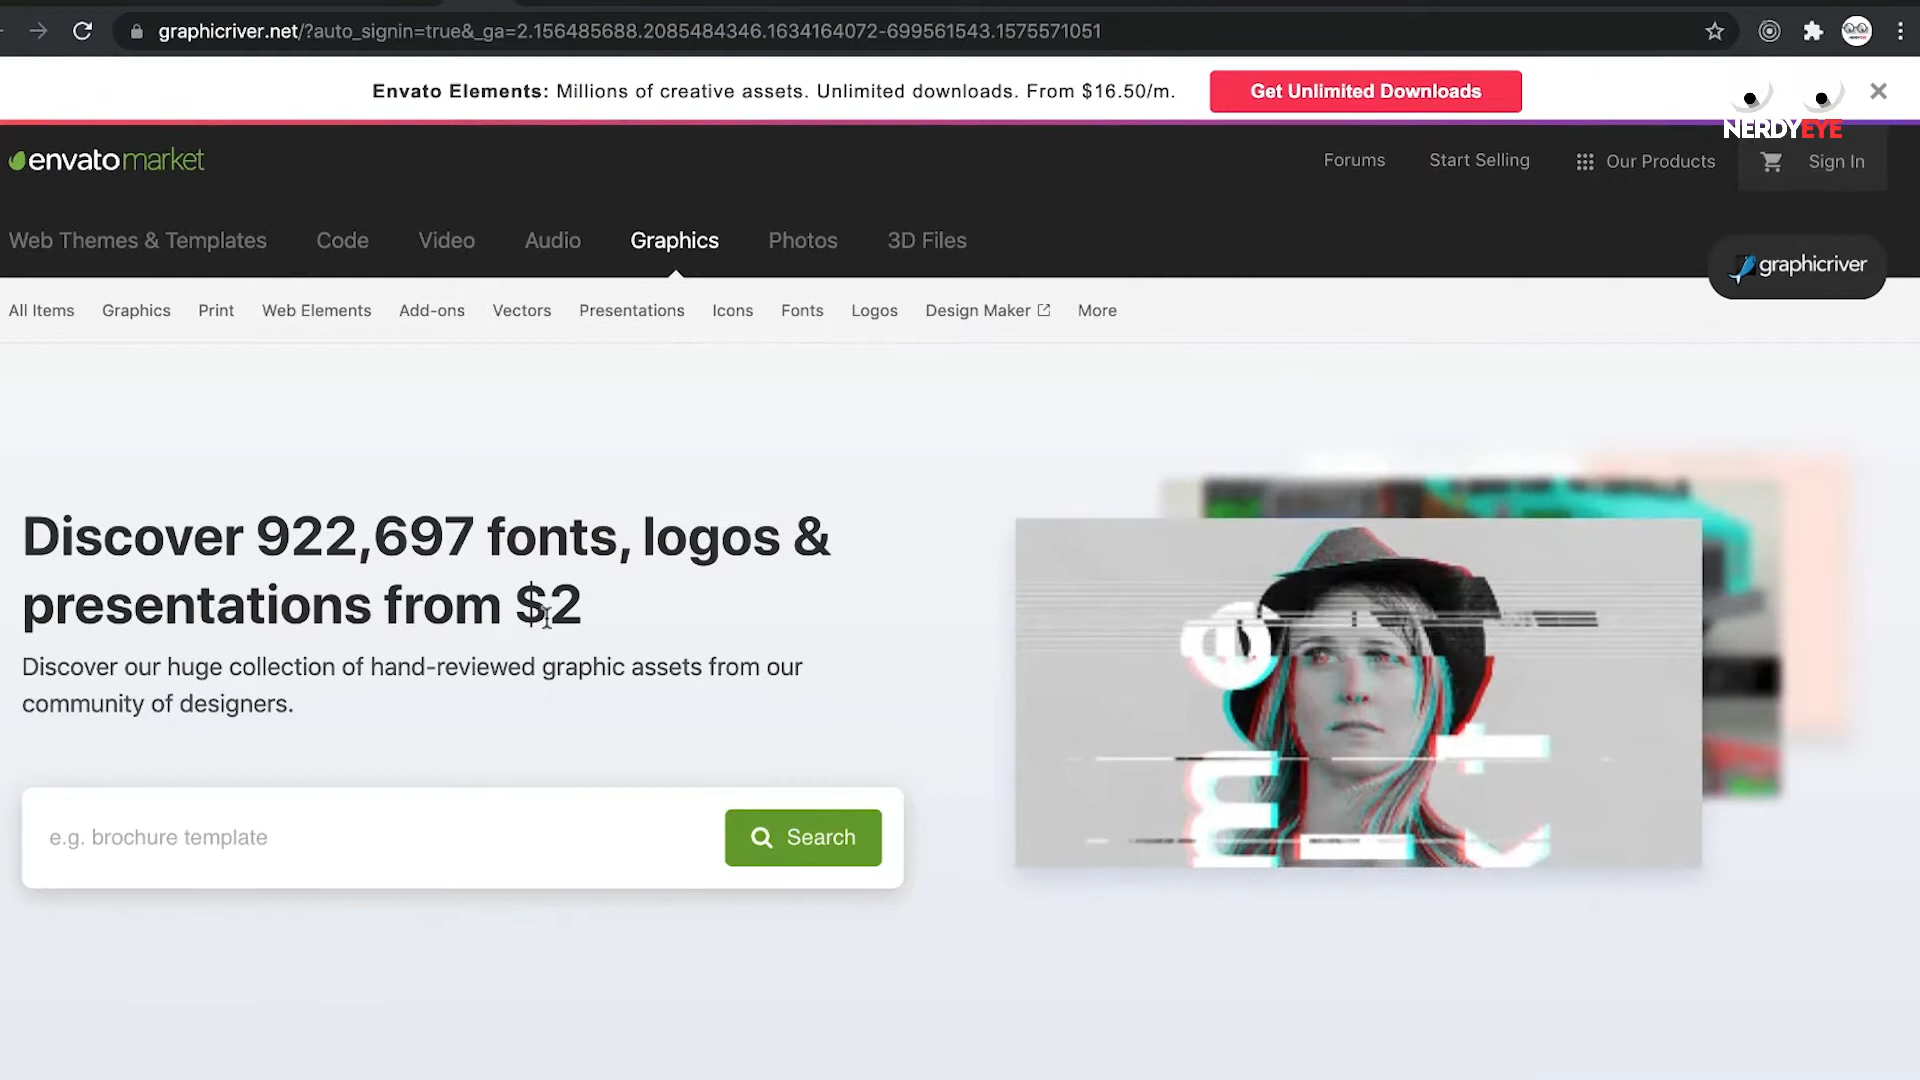 graphicriver.net/?auto_signin=true&_ga=2.156485688.2085484346.1634164072-699561543.1575571051
Envato Elements: Millions of creative assets. Unlimited downloads. From $16.50/m.
Get Unlimited Downloads
NERDYEYE
envatomarket
Forums
Start Selling
Our Products
Sign In
Web Themes & Templates
Code
Video
Audio
Graphics
Photos
3D Files
graphicriver
All Items
Graphics
Print
Web Elements
Add-ons
Vectors
Presentations
Icons
Fonts
Logos
Design Maker
More
Discover 922,697 fonts, logos &
presentations from $2
Discover our huge collection of hand-reviewed graphic assets from our
community of designers.
e.g. brochure template
Search